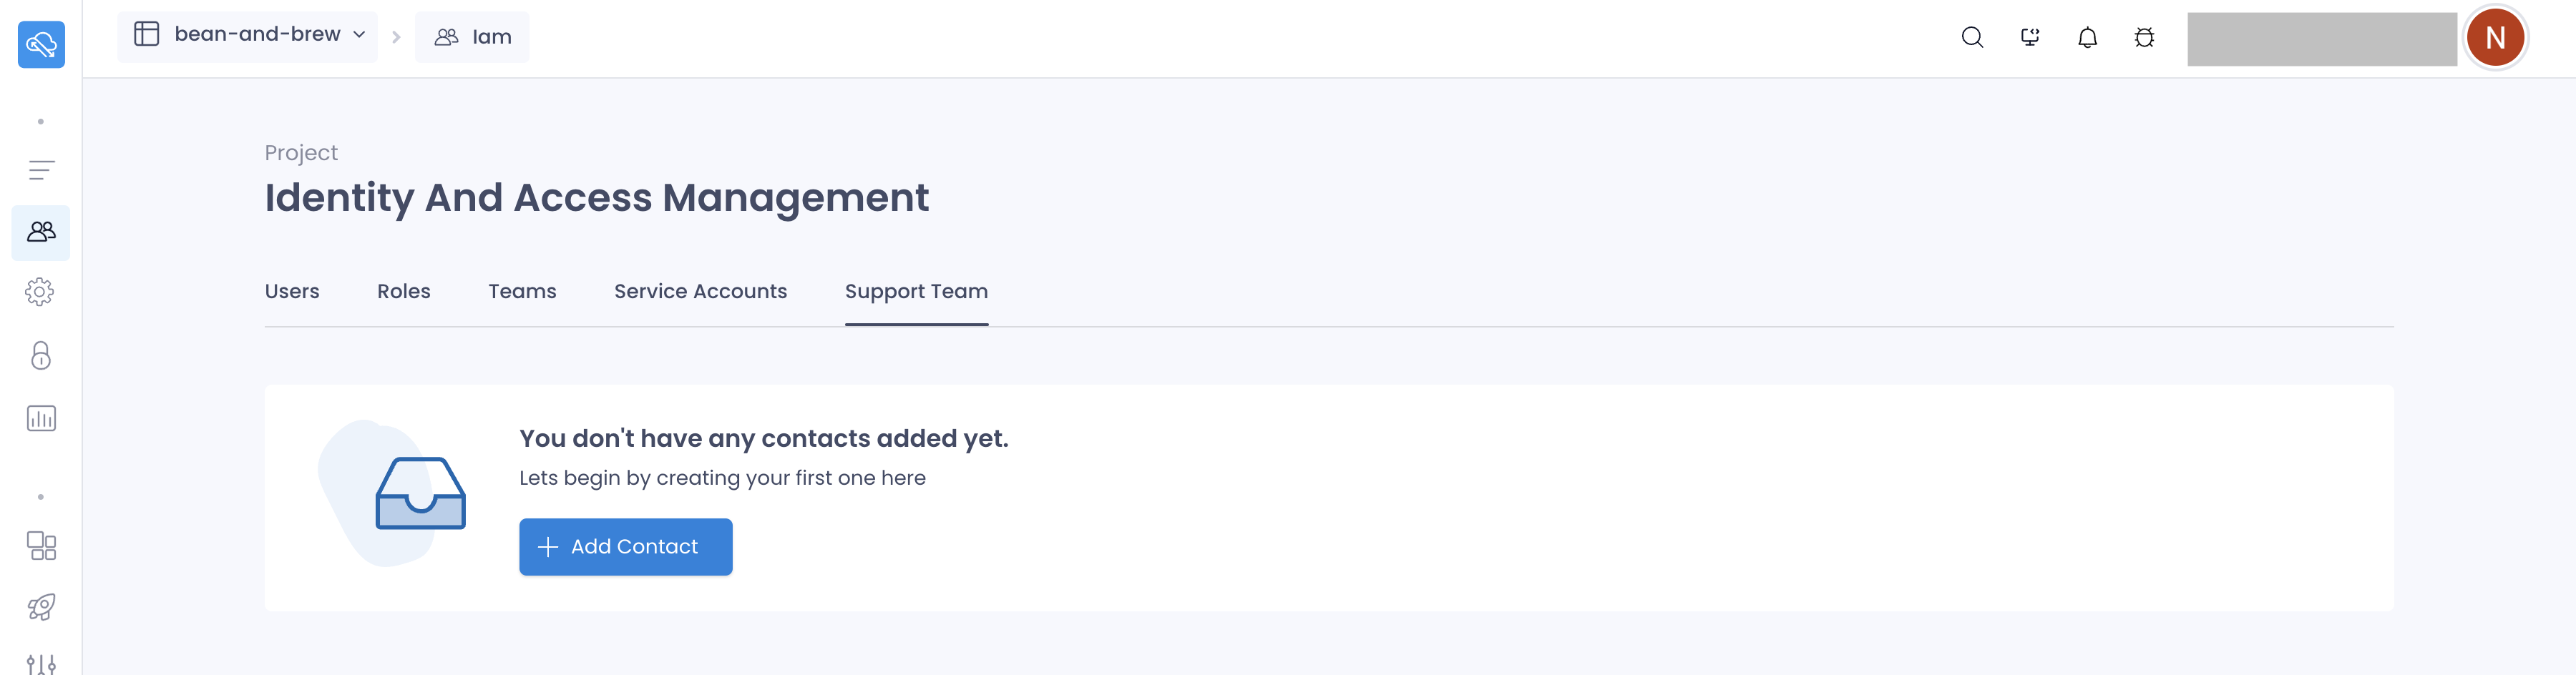 bean-and-brew
Iam
N
Project
Identity And Access Management
Users
Roles
Teams
Service Accounts
Support Team
You don't have any contacts added yet.
Lets begin by creating your first one here
Add Contact